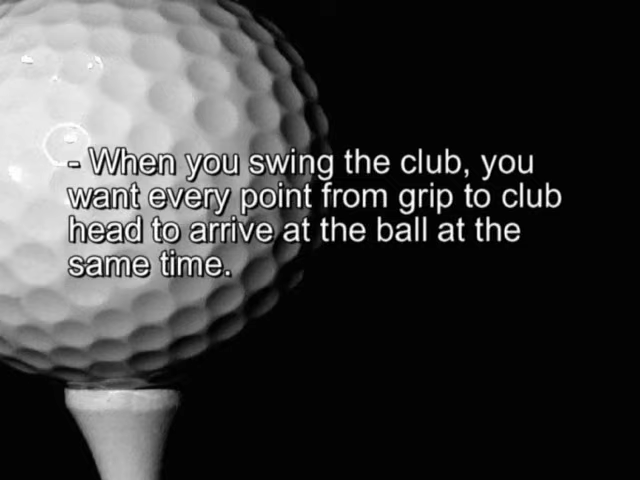 - When you swing the club, you
want every point from grip to club
head to arrive at the ball at the
same time.